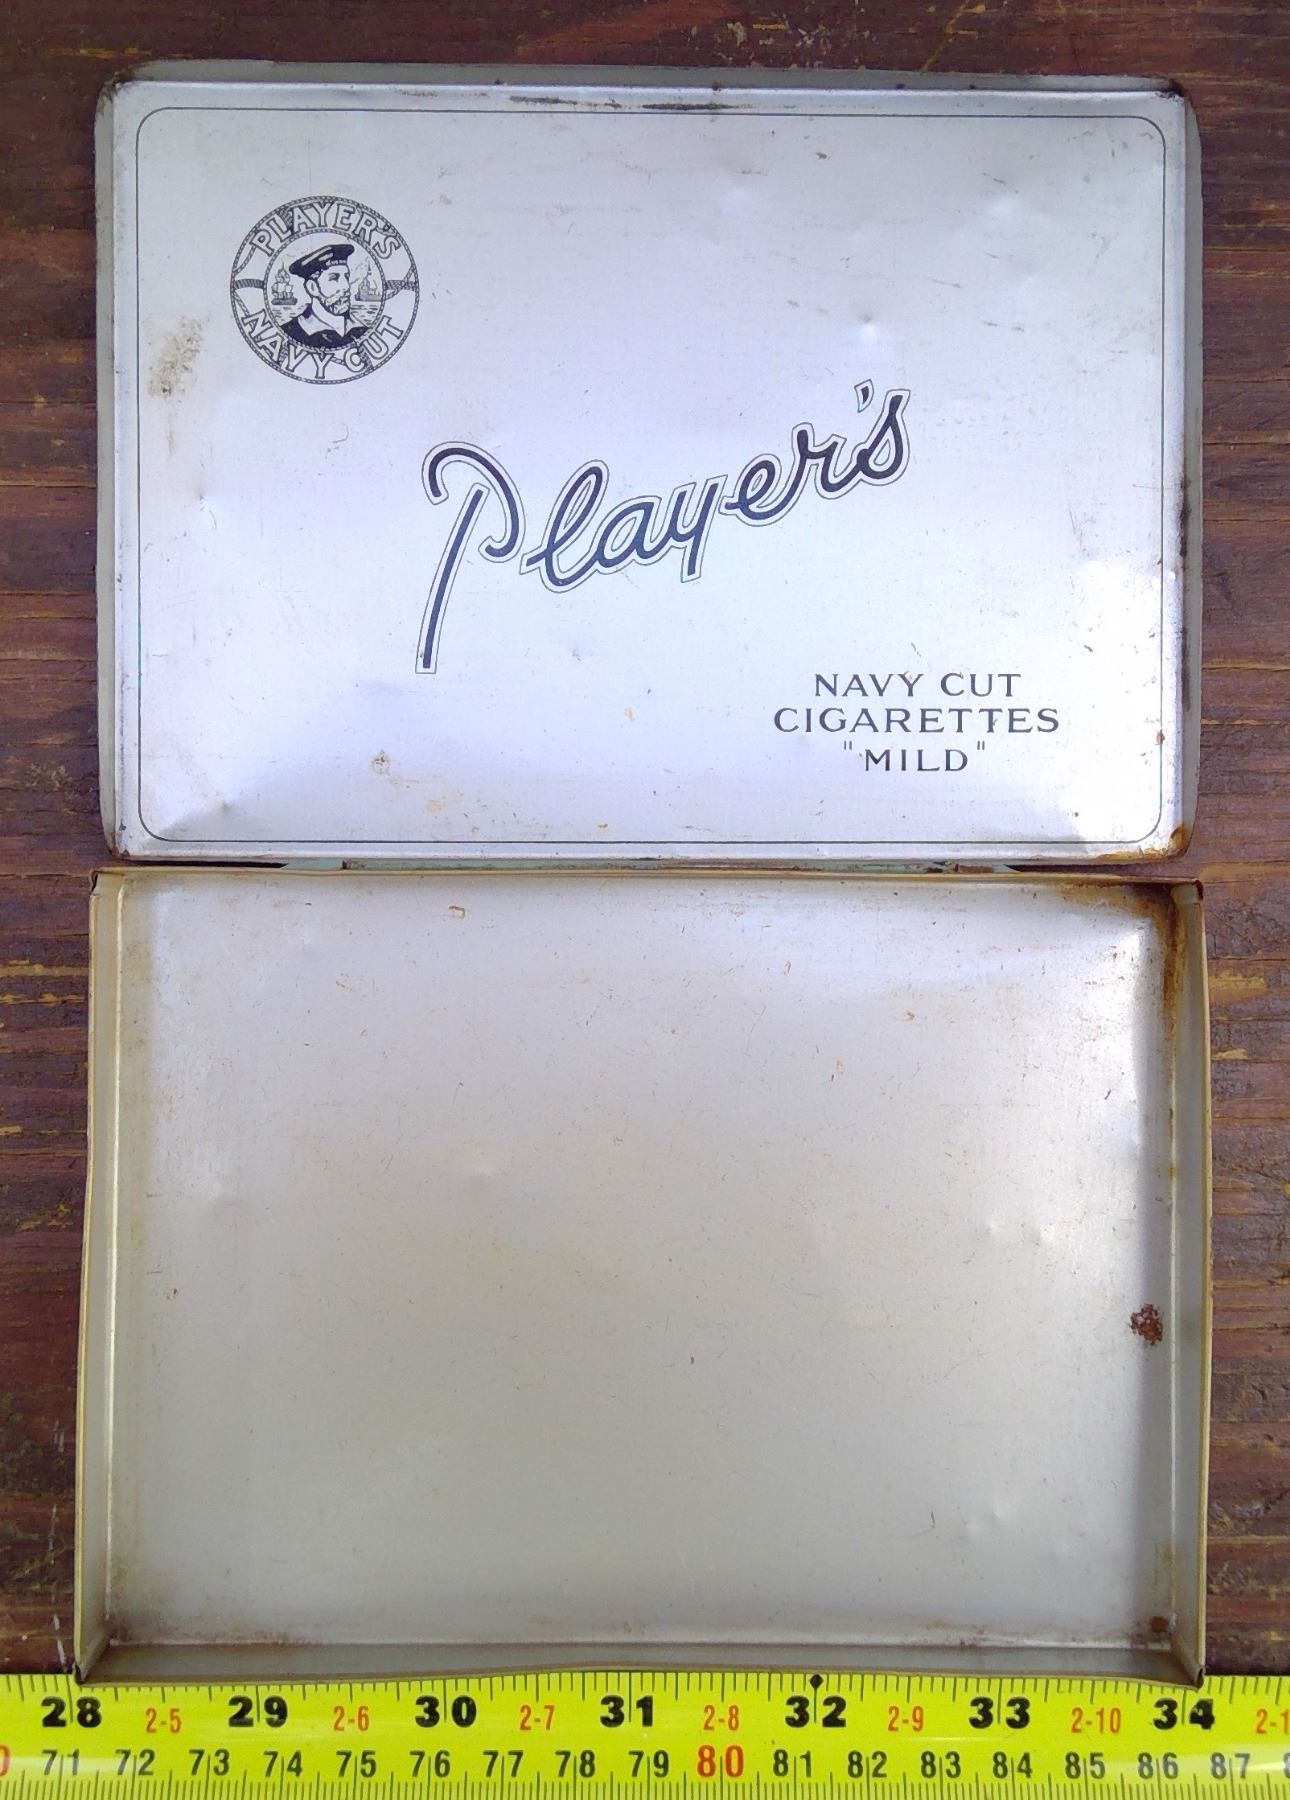 PLAYER'S
NAVY CUT
Player's
NAVY CUT
CIGARETTES
"MILD"
28 2-5 29 2-6 30 2-7 31 2-8 32 2-9 33 2-10 34
71 72 73 74 75 76 77 78 79 80 81 82 83 84 85 86 87